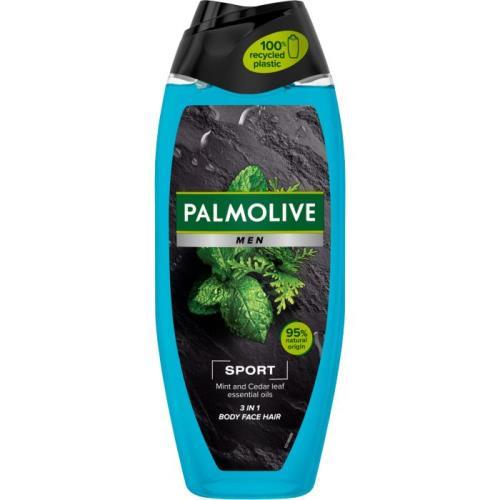 100%
recycled
plastic
PALMOLIVE
MEN
95%
natural
origin
SPORT
Mint and Cedar leaf
essential oils
3 IN 1
BODY FACE HAIR